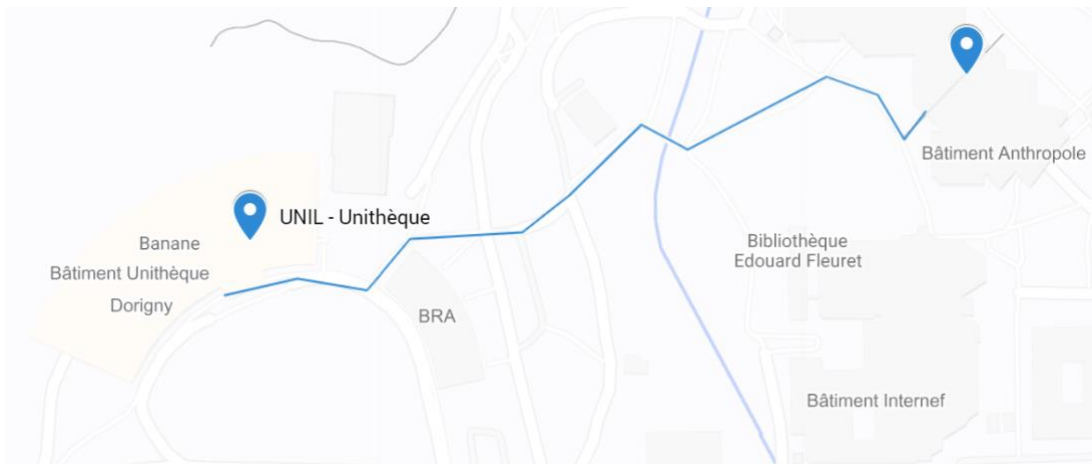 Bâtiment Anthropole
UNIL - Unithèque
Banane
Bâtiment Unithèque
Dorigny
Bibliothèque
Edouard Fleuret
BRA
Bâtiment Internef